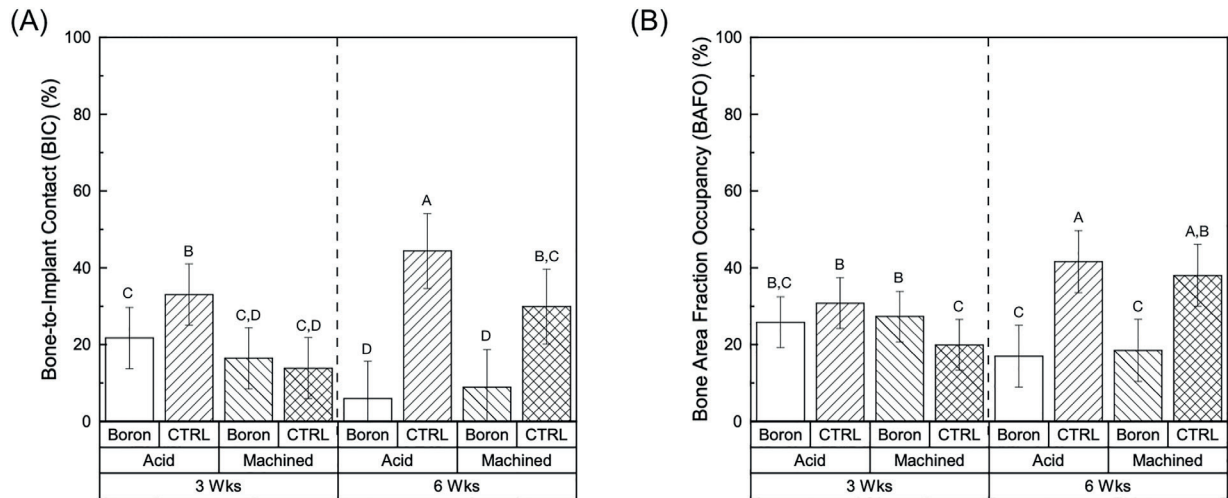 (A)
Bone-to-Implant Contact (BIC) (%)
100
80
60
40
20
0
C
B
C,D
C,D
D
A
D
B,C
Boron CTRL Boron CTRL Boron CTRL Boron CTRL
Acid Machined Acid Machined
3 Wks 6 Wks
(B)
Bone Area Fraction Occupancy (BAFO) (%)
100
80
60
40
20
0
B,C
B
B
C
C
A
C
A,B
Boron CTRL Boron CTRL Boron CTRL Boron CTRL
Acid Machined Acid Machined
3 Wks 6 Wks